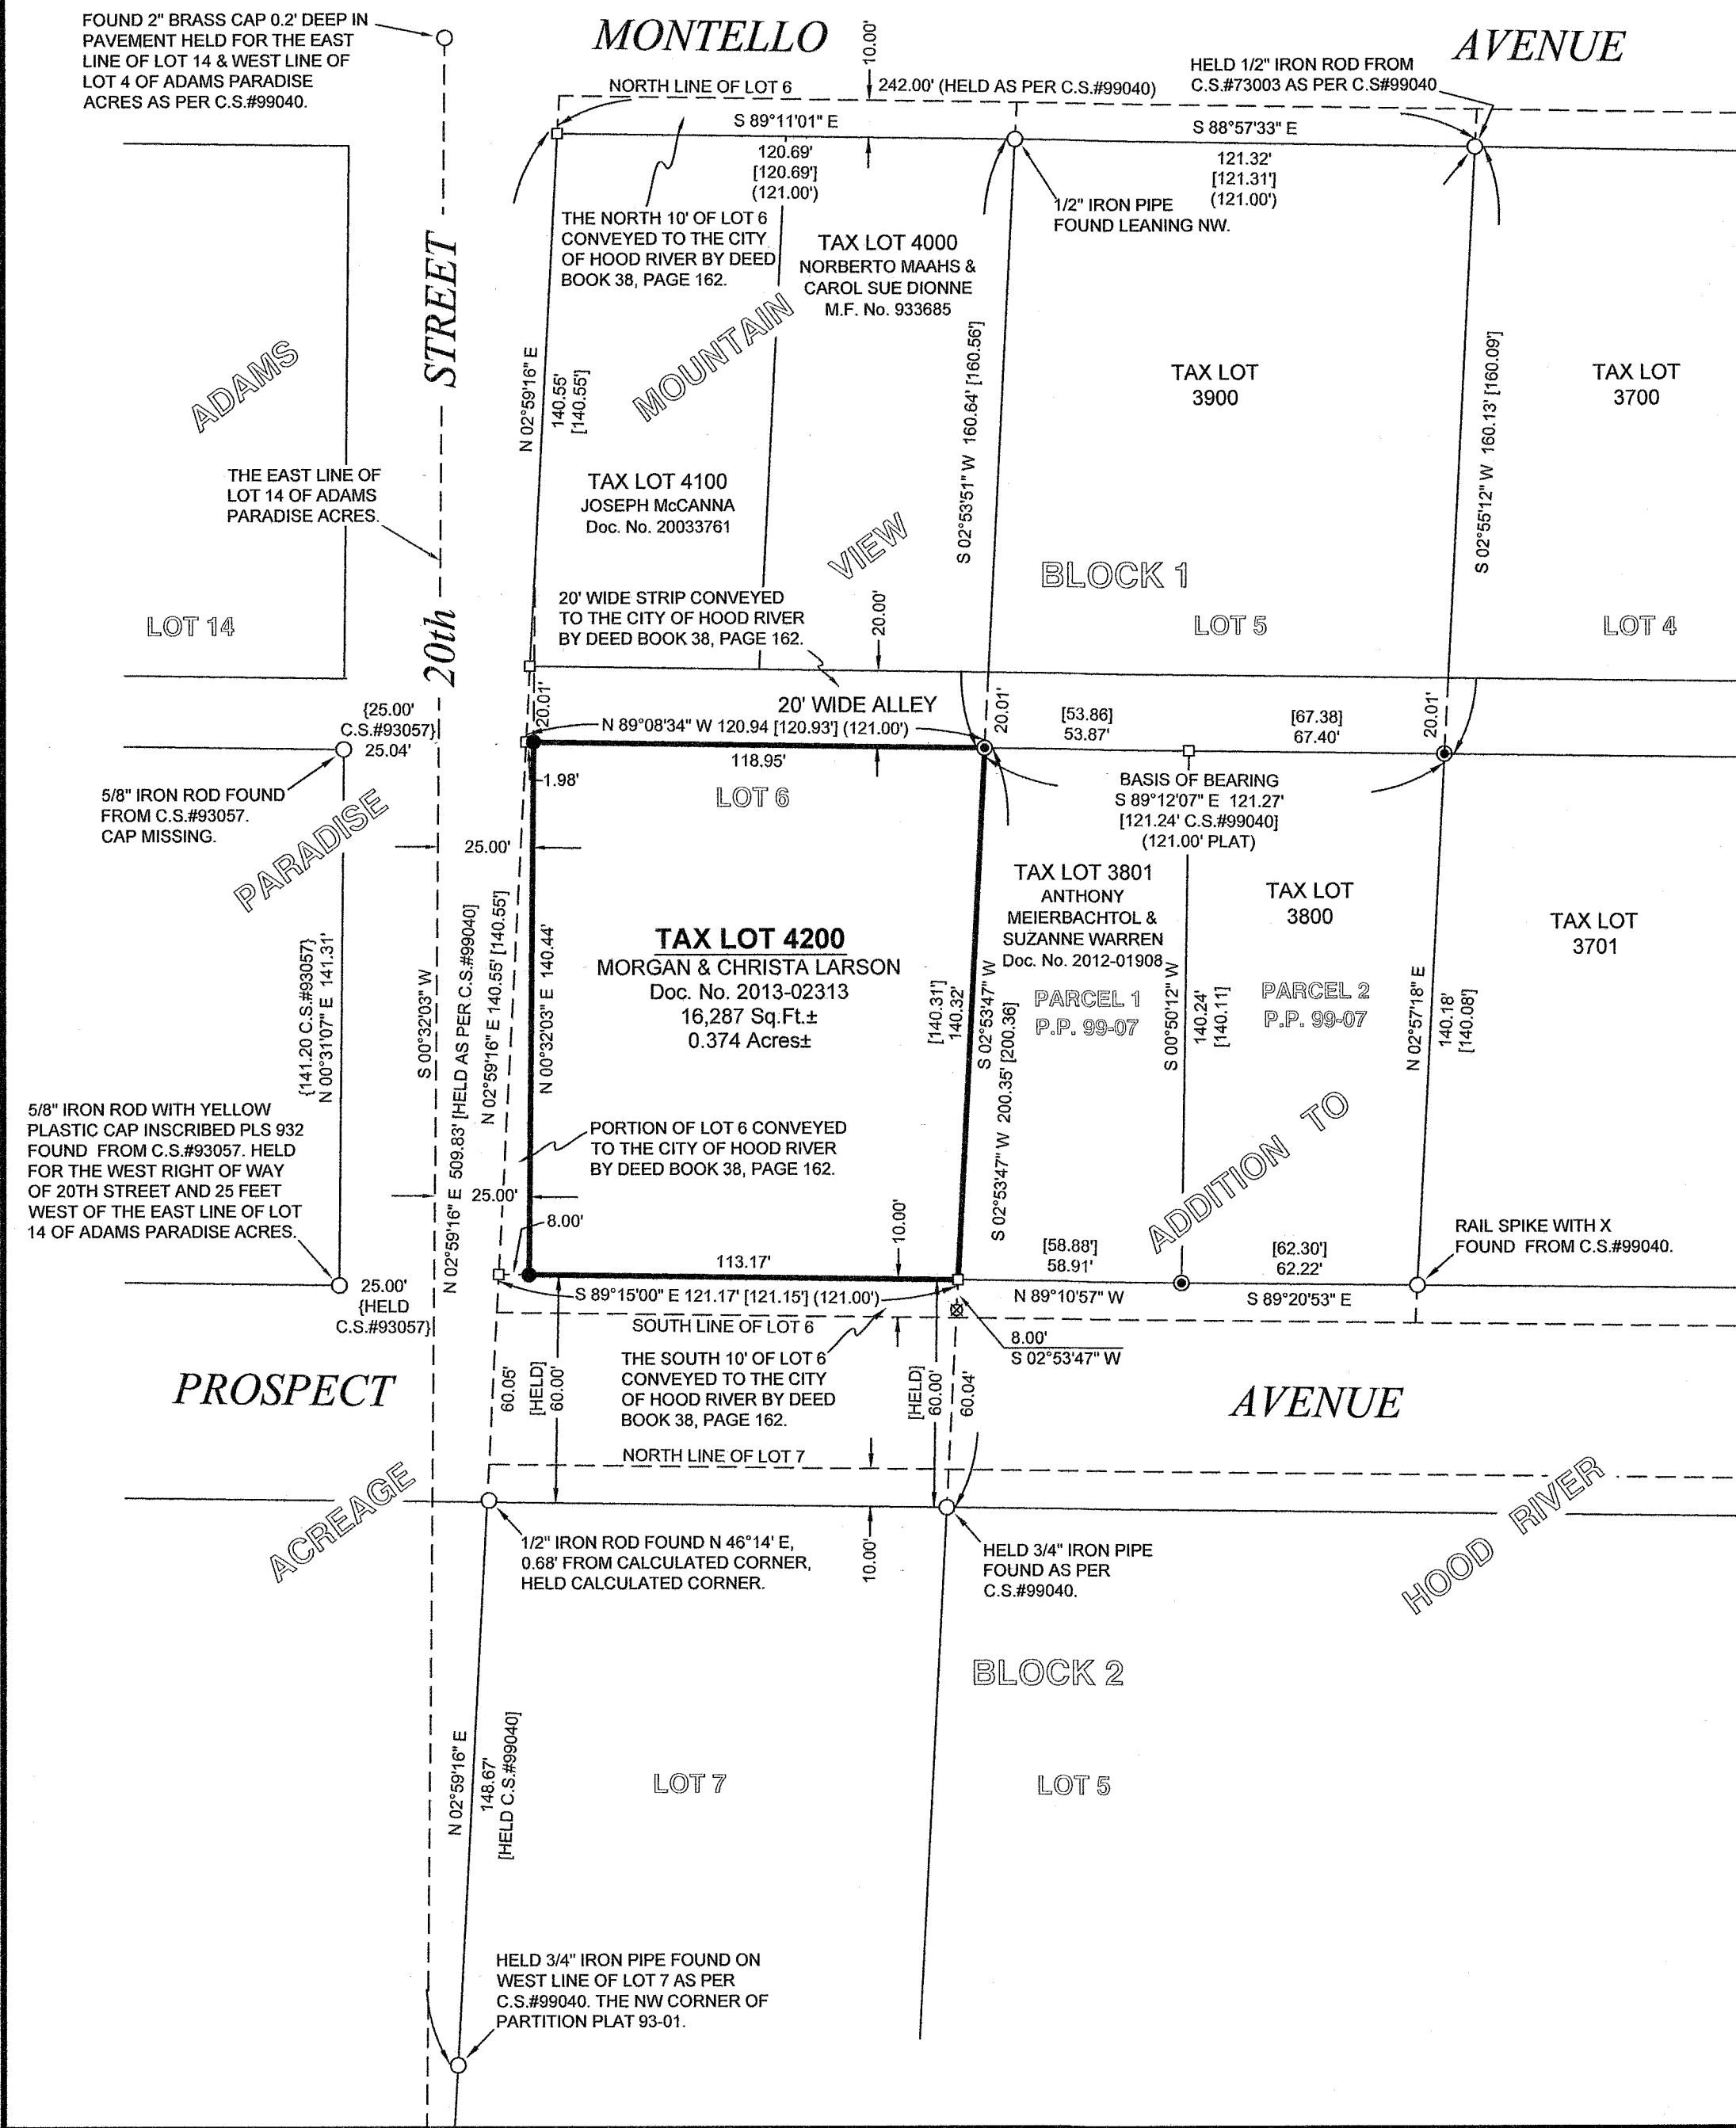 FOUND 2" BRASS CAP 0.2' DEEP IN
PAVEMENT HELD FOR THE EAST
LINE OF LOT 14 & WEST LINE OF
LOT 4 OF ADAMS PARADISE
ACRES AS PER C.S.#99040.
MONTELLO
AVENUE
10.00'
HELD 1/2" IRON ROD FROM
C.S.#73003 AS PER C.S#99040
NORTH LINE OF LOT 6
242.00' (HELD AS PER C.S.#99040)
S 89°11'01" E
S 88°57'33" E
120.69'
[120.69']
(121.00')
121.32'
[121.31']
(121.00')
1/2" IRON PIPE
FOUND LEANING NW.
THE NORTH 10' OF LOT 6
CONVEYED TO THE CITY
OF HOOD RIVER BY DEED
BOOK 38, PAGE 162.
TAX LOT 4000
NORBERTO MAAHS &
CAROL SUE DIONNE
M.F. No. 933685
20th STREET
ADAMS
MOUNTAIN
N 02°59'16" E
140.55'
[140.55']
S 02°53'51" W 160.64' [160.56']
TAX LOT
3900
S 02°55'12" W 160.13' [160.09']
TAX LOT
3700
THE EAST LINE OF
LOT 14 OF ADAMS
PARADISE ACRES.
TAX LOT 4100
JOSEPH McCANNA
Doc. No. 20033761
VIEW
BLOCK 1
LOT 14
20' WIDE STRIP CONVEYED
TO THE CITY OF HOOD RIVER
BY DEED BOOK 38, PAGE 162.
20.00'
LOT 5
LOT 4
{25.00'
C.S.#93057}
25.04'
20.01'
20' WIDE ALLEY
N 89°08'34" W 120.94 [120.93'] (121.00')
20.01'
[53.86]
53.87'
[67.38]
67.40'
20.01'
118.95'
1.98'
LOT 6
5/8" IRON ROD FOUND
FROM C.S.#93057.
CAP MISSING.
BASIS OF BEARING
S 89°12'07" E 121.27'
[121.24' C.S.#99040]
(121.00' PLAT)
PARADISE
25.00'
TAX LOT 3801
ANTHONY
MEIERBACHTOL &
SUZANNE WARREN
Doc. No. 2012-01908
TAX LOT
3800
TAX LOT
3701
TAX LOT 4200
MORGAN & CHRISTA LARSON
Doc. No. 2013-02313
16,287 Sq.Ft.±
0.374 Acres±
{141.20 C.S.#93057}
N 00°31'07" E 141.31'
S 00°32'03" W
N 02°59'16" E 509.83' [HELD AS PER C.S.#99040]
N 02°59'16" E 140.55' [140.55']
N 00°32'03" E 140.44'
[140.31']
140.32'
S 02°53'47" W
S 02°53'47" W 200.35' [200.36]
PARCEL 1
P.P. 99-07
S 00°50'12" W
140.24'
[140.11]
PARCEL 2
P.P. 99-07
N 02°57'18" E
140.18'
[140.08']
5/8" IRON ROD WITH YELLOW
PLASTIC CAP INSCRIBED PLS 932
FOUND FROM C.S.#93057. HELD
FOR THE WEST RIGHT OF WAY
OF 20TH STREET AND 25 FEET
WEST OF THE EAST LINE OF LOT
14 OF ADAMS PARADISE ACRES.
PORTION OF LOT 6 CONVEYED
TO THE CITY OF HOOD RIVER
BY DEED BOOK 38, PAGE 162.
25.00'
8.00'
10.00'
ADDITION TO
RAIL SPIKE WITH X
FOUND FROM C.S.#99040.
25.00'
{HELD
C.S.#93057}
113.17'
S 89°15'00" E 121.17' [121.15'] (121.00')
[58.88']
58.91'
[62.30']
62.22'
N 89°10'57" W
S 89°20'53" E
SOUTH LINE OF LOT 6
8.00'
S 02°53'47" W
PROSPECT
AVENUE
60.05'
[HELD]
60.00'
THE SOUTH 10' OF LOT 6
CONVEYED TO THE CITY
OF HOOD RIVER BY DEED
BOOK 38, PAGE 162.
[HELD]
60.00'
60.04'
NORTH LINE OF LOT 7
ACREAGE
HOOD RIVER
1/2" IRON ROD FOUND N 46°14' E,
0.68' FROM CALCULATED CORNER,
HELD CALCULATED CORNER.
10.00'
HELD 3/4" IRON PIPE
FOUND AS PER
C.S.#99040.
BLOCK 2
N 02°59'16" E
148.67'
[HELD C.S.#99040]
LOT 7
LOT 5
HELD 3/4" IRON PIPE FOUND ON
WEST LINE OF LOT 7 AS PER
C.S.#99040. THE NW CORNER OF
PARTITION PLAT 93-01.